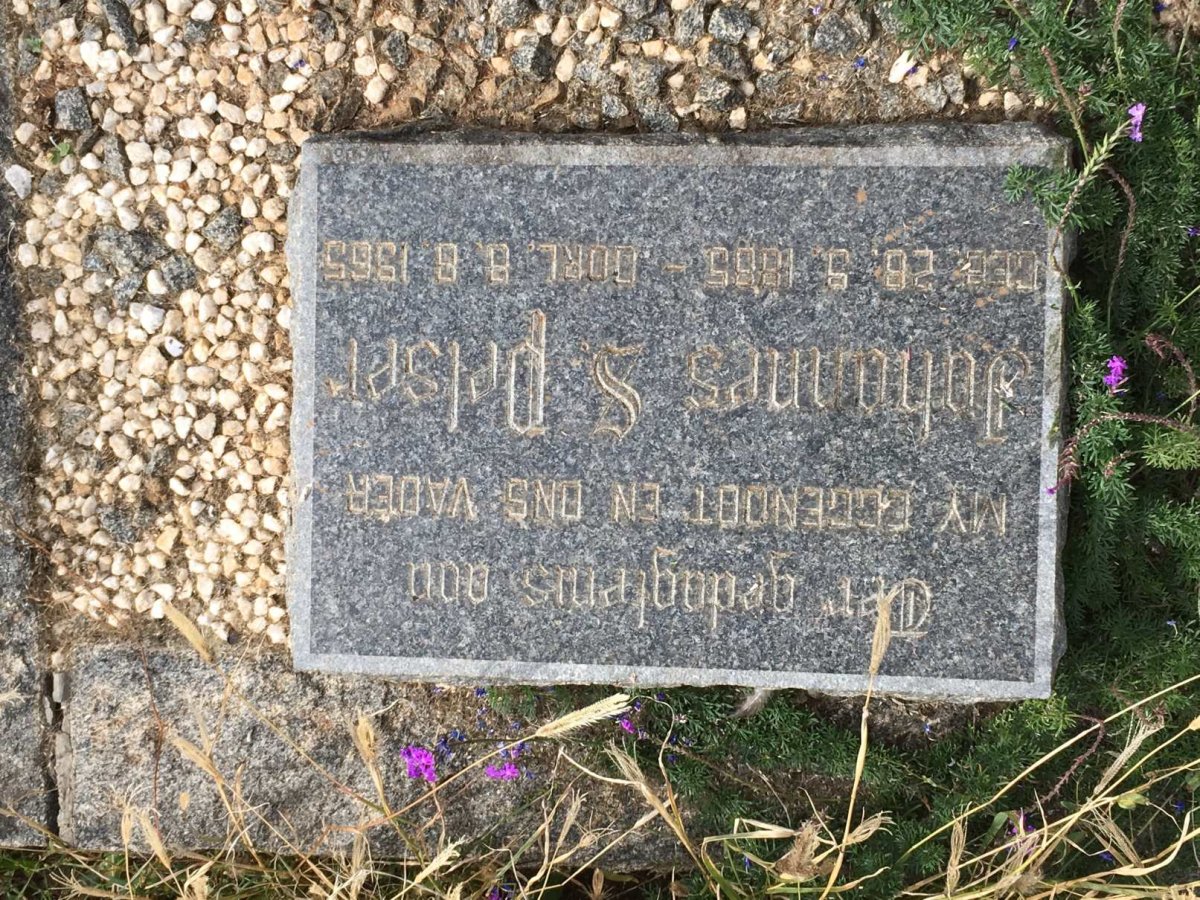 Ter gedagtenis aan
MY EGGENOOT EN ONS VADER
Johannes S. Pelser
GEB. 28. 5. 1885 - OORL. 8. 8. 1965